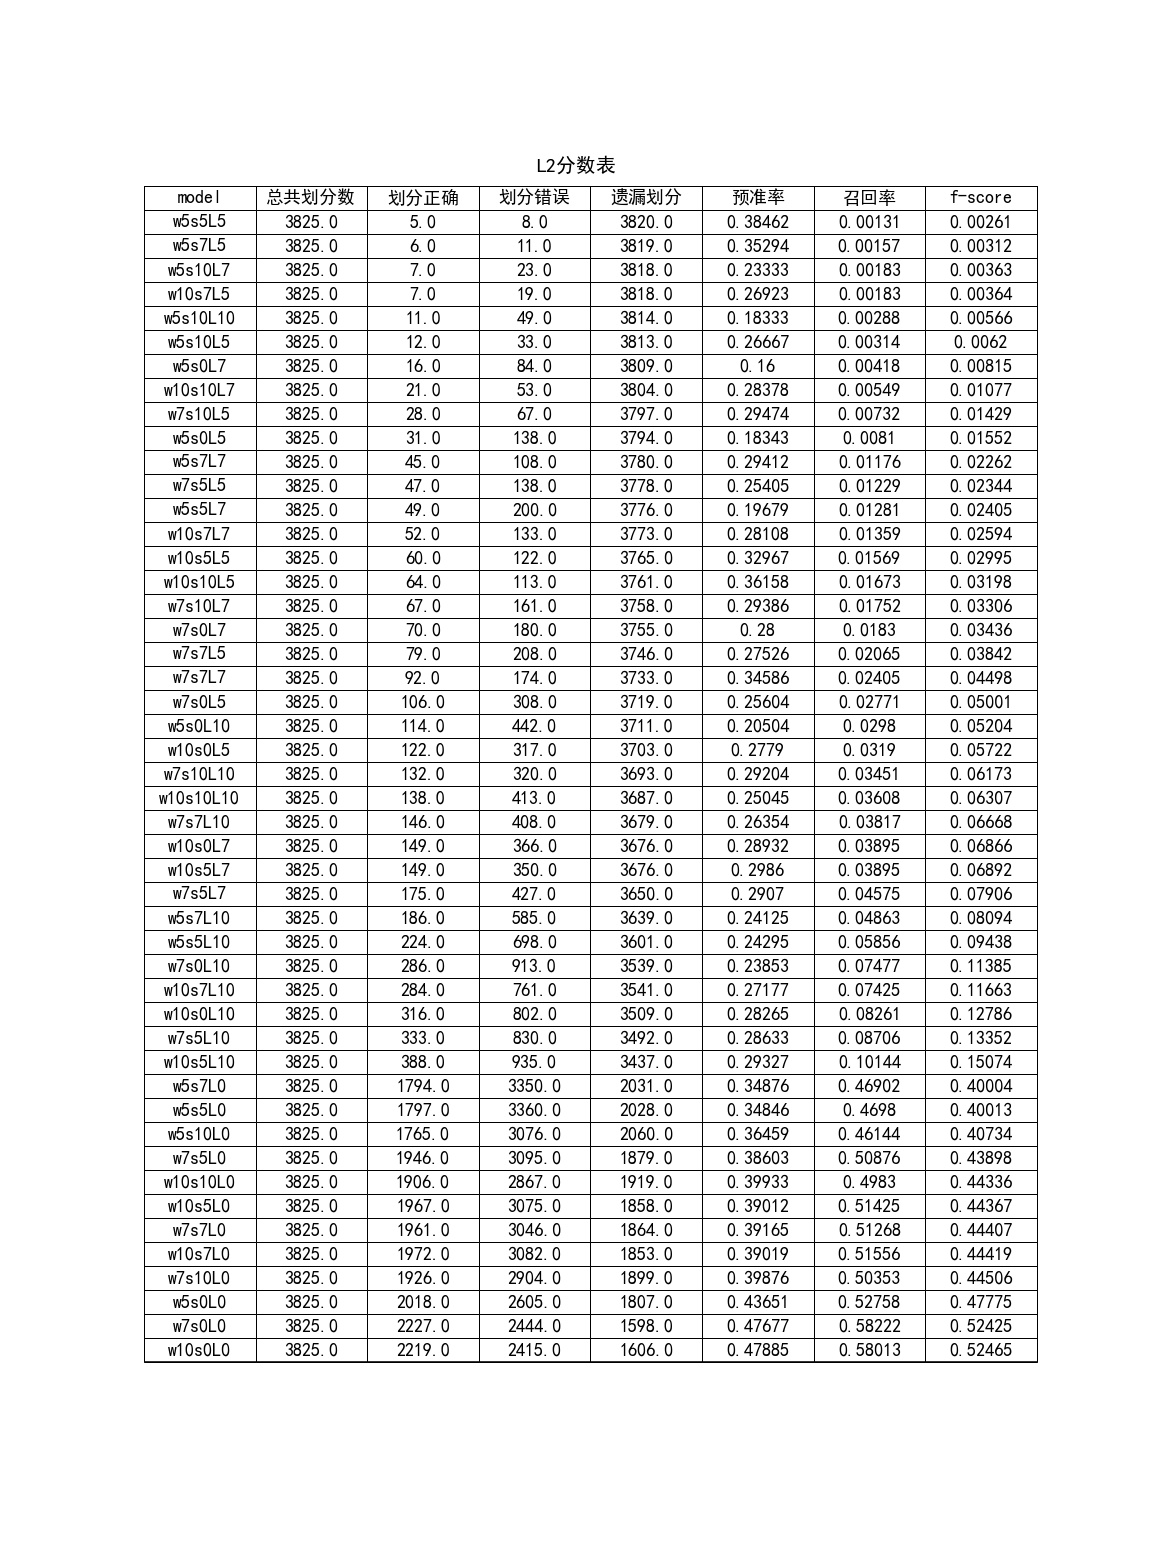 L2分数表
model 总共划分数 划分正确 划分错误 遗漏划分 预准率 召回率 f-score
w5s5L5 3825.0 5.0 8.0 3820.0 0.38462 0.00131 0.00261
w5s7L5 3825.0 6.0 11.0 3819.0 0.35294 0.00157 0.00312
w5s10L7 3825.0 7.0 23.0 3818.0 0.23333 0.00183 0.00363
w10s7L5 3825.0 7.0 19.0 3818.0 0.26923 0.00183 0.00364
w5s10L10 3825.0 11.0 49.0 3814.0 0.18333 0.00288 0.00566
w5s10L5 3825.0 12.0 33.0 3813.0 0.26667 0.00314 0.0062
w5s0L7 3825.0 16.0 84.0 3809.0 0.16 0.00418 0.00815
w10s10L7 3825.0 21.0 53.0 3804.0 0.28378 0.00549 0.01077
w7s10L5 3825.0 28.0 67.0 3797.0 0.29474 0.00732 0.01429
w5s0L5 3825.0 31.0 138.0 3794.0 0.18343 0.0081 0.01552
w5s7L7 3825.0 45.0 108.0 3780.0 0.29412 0.01176 0.02262
w7s5L5 3825.0 47.0 138.0 3778.0 0.25405 0.01229 0.02344
w5s5L7 3825.0 49.0 200.0 3776.0 0.19679 0.01281 0.02405
w10s7L7 3825.0 52.0 133.0 3773.0 0.28108 0.01359 0.02594
w10s5L5 3825.0 60.0 122.0 3765.0 0.32967 0.01569 0.02995
w10s10L5 3825.0 64.0 113.0 3761.0 0.36158 0.01673 0.03198
w7s10L7 3825.0 67.0 161.0 3758.0 0.29386 0.01752 0.03306
w7s0L7 3825.0 70.0 180.0 3755.0 0.28 0.0183 0.03436
w7s7L5 3825.0 79.0 208.0 3746.0 0.27526 0.02065 0.03842
w7s7L7 3825.0 92.0 174.0 3733.0 0.34586 0.02405 0.04498
w7s0L5 3825.0 106.0 308.0 3719.0 0.25604 0.02771 0.05001
w5s0L10 3825.0 114.0 442.0 3711.0 0.20504 0.0298 0.05204
w10s0L5 3825.0 122.0 317.0 3703.0 0.2779 0.0319 0.05722
w7s10L10 3825.0 132.0 320.0 3693.0 0.29204 0.03451 0.06173
w10s10L10 3825.0 138.0 413.0 3687.0 0.25045 0.03608 0.06307
w7s7L10 3825.0 146.0 408.0 3679.0 0.26354 0.03817 0.06668
w10s0L7 3825.0 149.0 366.0 3676.0 0.28932 0.03895 0.06866
w10s5L7 3825.0 149.0 350.0 3676.0 0.2986 0.03895 0.06892
w7s5L7 3825.0 175.0 427.0 3650.0 0.2907 0.04575 0.07906
w5s7L10 3825.0 186.0 585.0 3639.0 0.24125 0.04863 0.08094
w5s5L10 3825.0 224.0 698.0 3601.0 0.24295 0.05856 0.09438
w7s0L10 3825.0 286.0 913.0 3539.0 0.23853 0.07477 0.11385
w10s7L10 3825.0 284.0 761.0 3541.0 0.27177 0.07425 0.11663
w10s0L10 3825.0 316.0 802.0 3509.0 0.28265 0.08261 0.12786
w7s5L10 3825.0 333.0 830.0 3492.0 0.28633 0.08706 0.13352
w10s5L10 3825.0 388.0 935.0 3437.0 0.29327 0.10144 0.15074
w5s7L0 3825.0 1794.0 3350.0 2031.0 0.34876 0.46902 0.40004
w5s5L0 3825.0 1797.0 3360.0 2028.0 0.34846 0.4698 0.40013
w5s10L0 3825.0 1765.0 3076.0 2060.0 0.36459 0.46144 0.40734
w7s5L0 3825.0 1946.0 3095.0 1879.0 0.38603 0.50876 0.43898
w10s10L0 3825.0 1906.0 2867.0 1919.0 0.39933 0.4983 0.44336
w10s5L0 3825.0 1967.0 3075.0 1858.0 0.39012 0.51425 0.44367
w7s7L0 3825.0 1961.0 3046.0 1864.0 0.39165 0.51268 0.44407
w10s7L0 3825.0 1972.0 3082.0 1853.0 0.39019 0.51556 0.44419
w7s10L0 3825.0 1926.0 2904.0 1899.0 0.39876 0.50353 0.44506
w5s0L0 3825.0 2018.0 2605.0 1807.0 0.43651 0.52758 0.47775
w7s0L0 3825.0 2227.0 2444.0 1598.0 0.47677 0.58222 0.52425
w10s0L0 3825.0 2219.0 2415.0 1606.0 0.47885 0.58013 0.52465